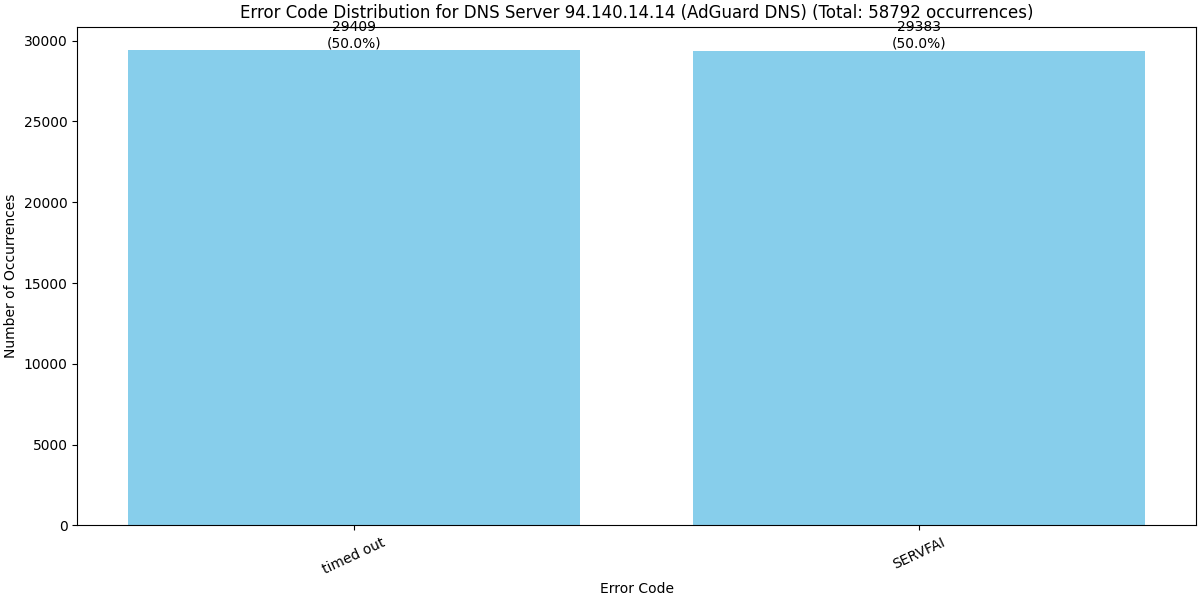 Error Code Distribution for DNS Server 94.140.14.14 (AdGuard DNS) (Total: 58792 occurrences)
29409
(50.0%)
29383
(50.0%)
30000
25000
20000
15000
10000
5000
0
Number of Occurrences
timed out
SERVFAI
Error Code